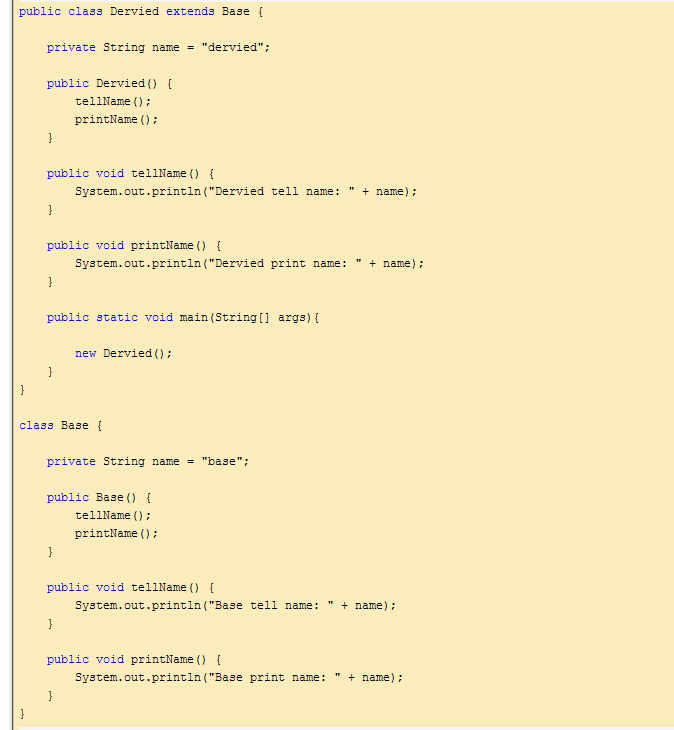 public class Dervied extends Base {
private String name = "dervied";
public Dervied() {
tellName();
printName();
}
public void tellName() {
System.out.println("Dervied tell name: " + name);
}
public void printName() {
System.out.println("Dervied print name: " + name);
}
public static void main(String[] args){
new Dervied();
}
}
class Base {
private String name = "base";
public Base() {
tellName();
printName();
}
public void tellName() {
System.out.println("Base tell name: " + name);
}
public void printName() {
System.out.println("Base print name: " + name);
}
}